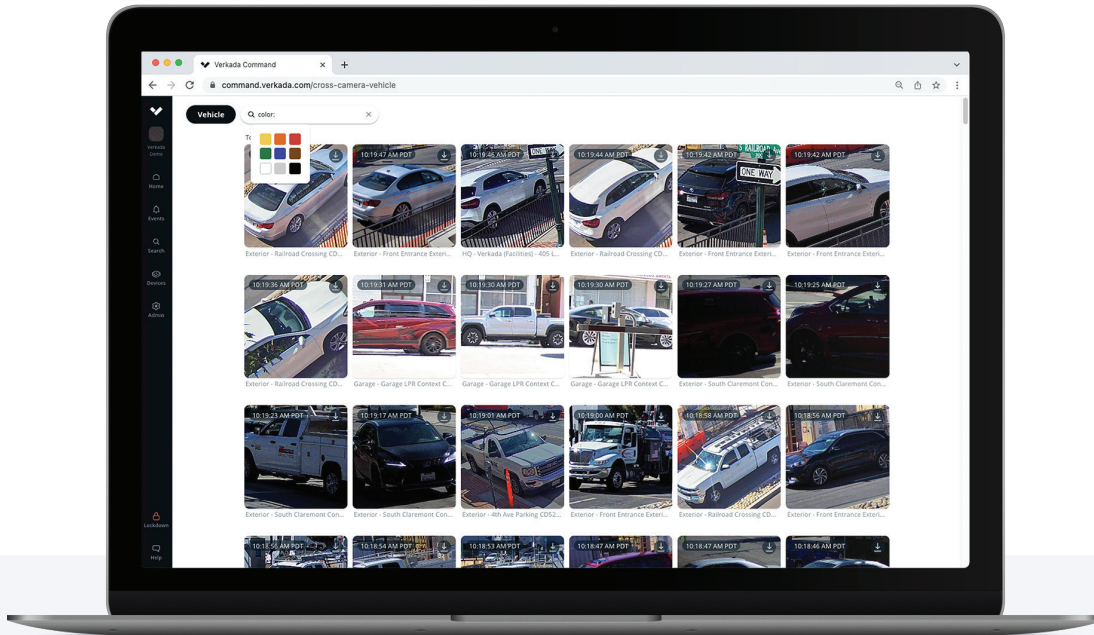 Verkada Command
command.verkada.com/cross-camera-vehicle
Vehicle
color:
Verkada
Demo
Home
Events
Search
Devices
Admin
Lockdown
Help
10:19:47 AM PDT
10:19:46 AM PDT
10:19:44 AM PDT
10:19:42 AM PDT
10:19:42 AM PDT
ONE WAY
S RAILROAD
ONE WAY
Exterior - Railroad Crossing CD...
Exterior - Front Entrance Exteri...
HQ - Verkada (Facilities) - 405 L...
Exterior - Railroad Crossing CD...
Exterior - Front Entrance Exteri...
Exterior - Front Entrance Exteri...
10:19:36 AM PDT
10:19:31 AM PDT
10:19:30 AM PDT
10:19:30 AM PDT
10:19:27 AM PDT
10:19:25 AM PDT
Exterior - Railroad Crossing CD...
Garage - Garage LPR Context C...
Garage - Garage LPR Context C...
Garage - Garage LPR Context C...
Exterior - South Claremont Con...
Exterior - South Claremont Con...
10:19:23 AM PDT
10:19:17 AM PDT
10:19:01 AM PDT
10:19:00 AM PDT
10:18:58 AM PDT
10:18:56 AM PDT
Exterior - South Claremont Con...
Exterior - South Claremont Con...
Exterior - 4th Ave Parking CD52...
Exterior - Front Entrance Exteri...
Exterior - Railroad Crossing CD...
Exterior - Front Entrance Exteri...
10:18:56 AM PDT
10:18:54 AM PDT
10:18:53 AM PDT
10:18:47 AM PDT
10:18:47 AM PDT
10:18:46 AM PDT